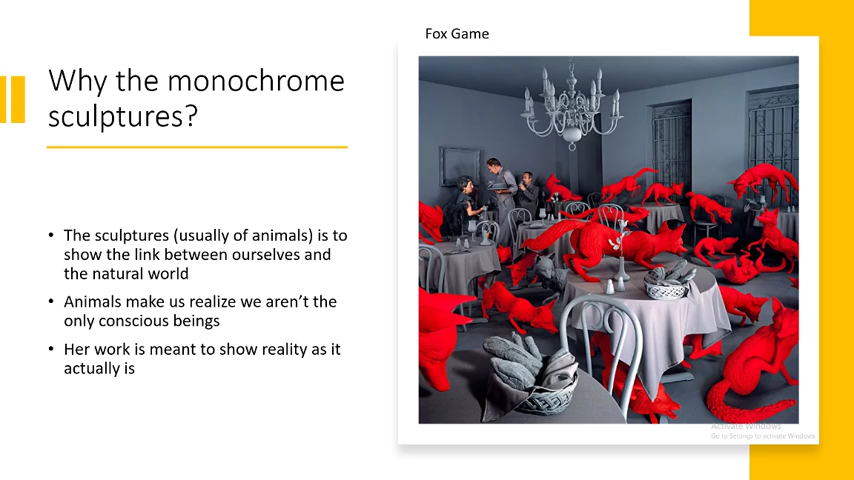 Fox Game
Why the monochrome
sculptures?
• The sculptures (usually of animals) is to
show the link between ourselves and
the natural world
• Animals make us realize we aren't the
only conscious beings
• Her work is meant to show reality as it
actually is
Activate Windows
Go to Settings to activate Windows.